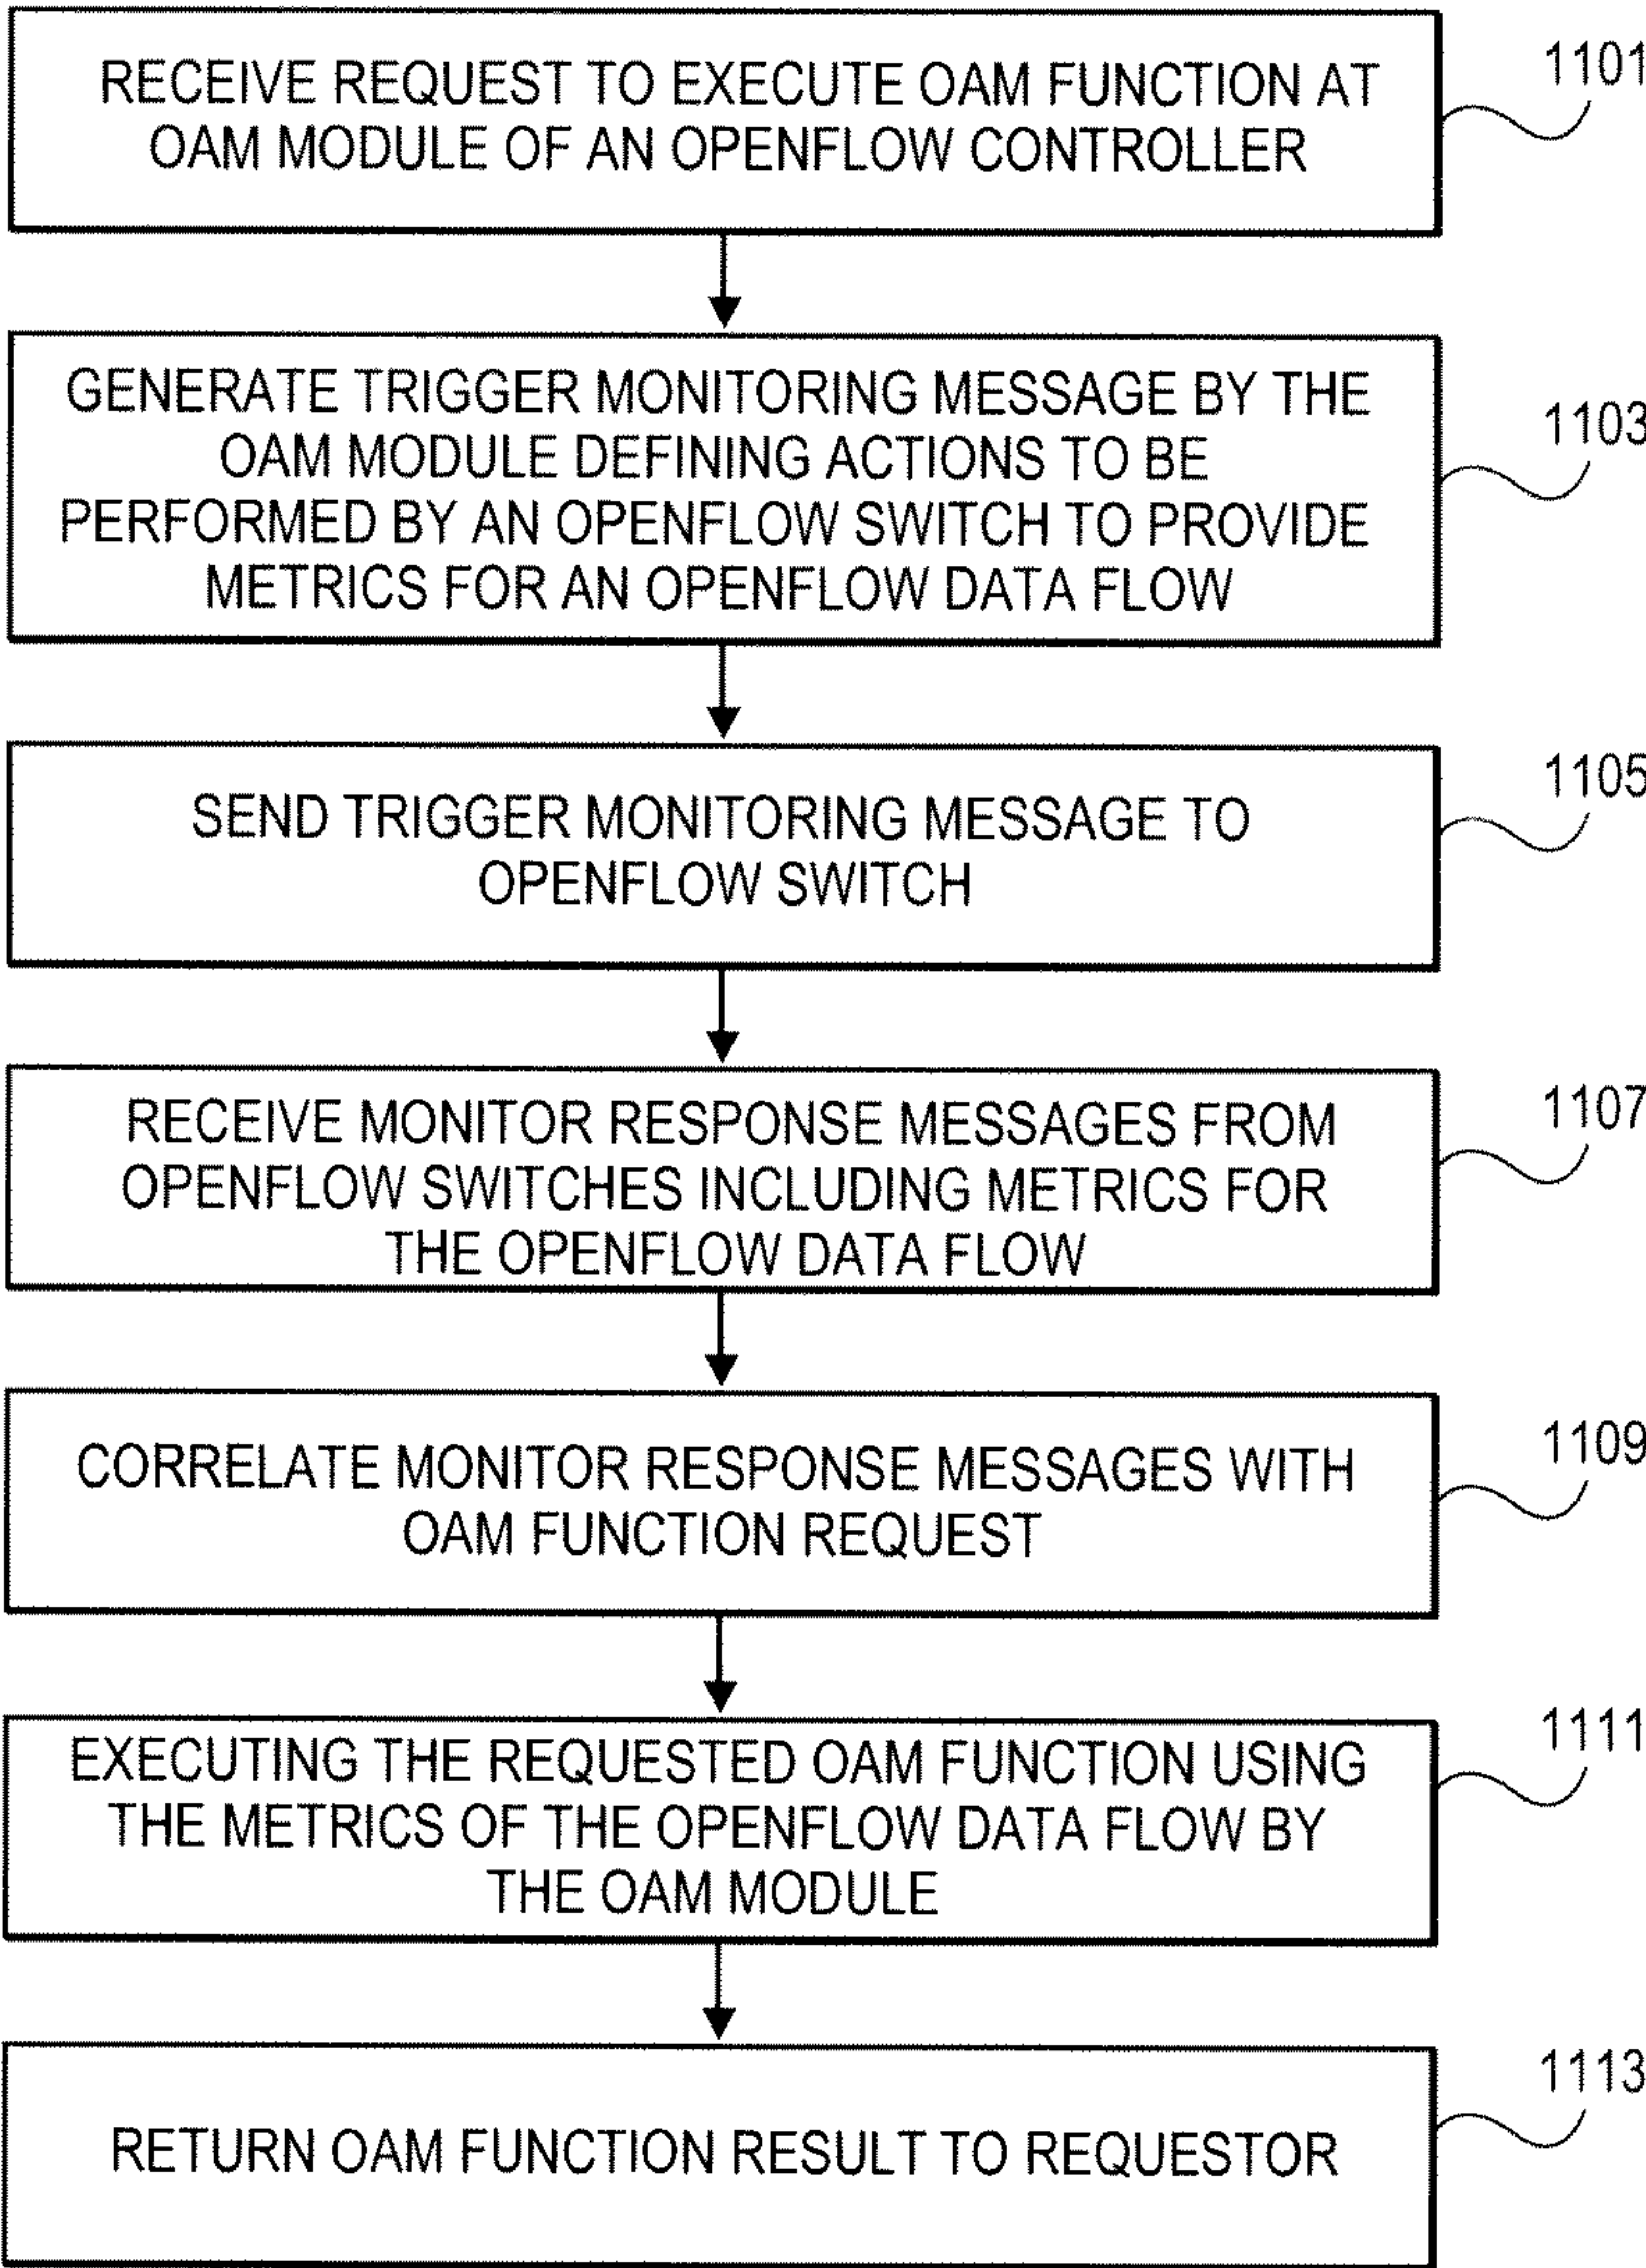 RECEIVE REQUEST TO EXECUTE OAM FUNCTION AT
OAM MODULE OF AN OPENFLOW CONTROLLER
1101
GENERATE TRIGGER MONITORING MESSAGE BY THE
OAM MODULE DEFINING ACTIONS TO BE
PERFORMED BY AN OPENFLOW SWITCH TO PROVIDE
METRICS FOR AN OPENFLOW DATA FLOW
1103
SEND TRIGGER MONITORING MESSAGE TO
OPENFLOW SWITCH
1105
RECEIVE MONITOR RESPONSE MESSAGES FROM
OPENFLOW SWITCHES INCLUDING METRICS FOR
THE OPENFLOW DATA FLOW
1107
CORRELATE MONITOR RESPONSE MESSAGES WITH
OAM FUNCTION REQUEST
1109
EXECUTING THE REQUESTED OAM FUNCTION USING
THE METRICS OF THE OPENFLOW DATA FLOW BY
THE OAM MODULE
1111
RETURN OAM FUNCTION RESULT TO REQUESTOR
1113